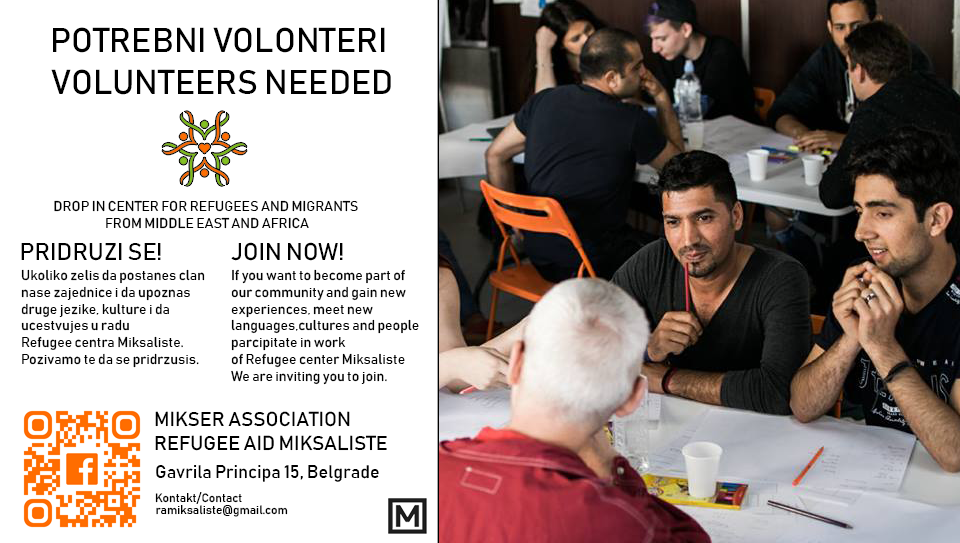 POTREBNI VOLONTERI
VOLUNTEERS NEEDED
DROP IN CENTER FOR REFUGEES AND MIGRANTS
FROM MIDDLE EAST AND AFRICA
PRIDRUZI SE!
Ukoliko zelis da postanes clan
nase zajednice i da upoznas
druge jezike, kulture i da
ucestvujes u radu
Refugee centra Miksaliste.
Pozivamo te da se pridrzusis.
JOIN NOW!
If you want to become part of
our community and gain new
experiences, meet new
languages,cultures and people
parcipitate in work
of Refugee center Miksaliste
We are inviting you to join.
MIKSER ASSOCIATION
REFUGEE AID MIKSALISTE
Gavrila Principa 15, Belgrade
Kontakt/Contact
ramiksaliste@gmail.com
M